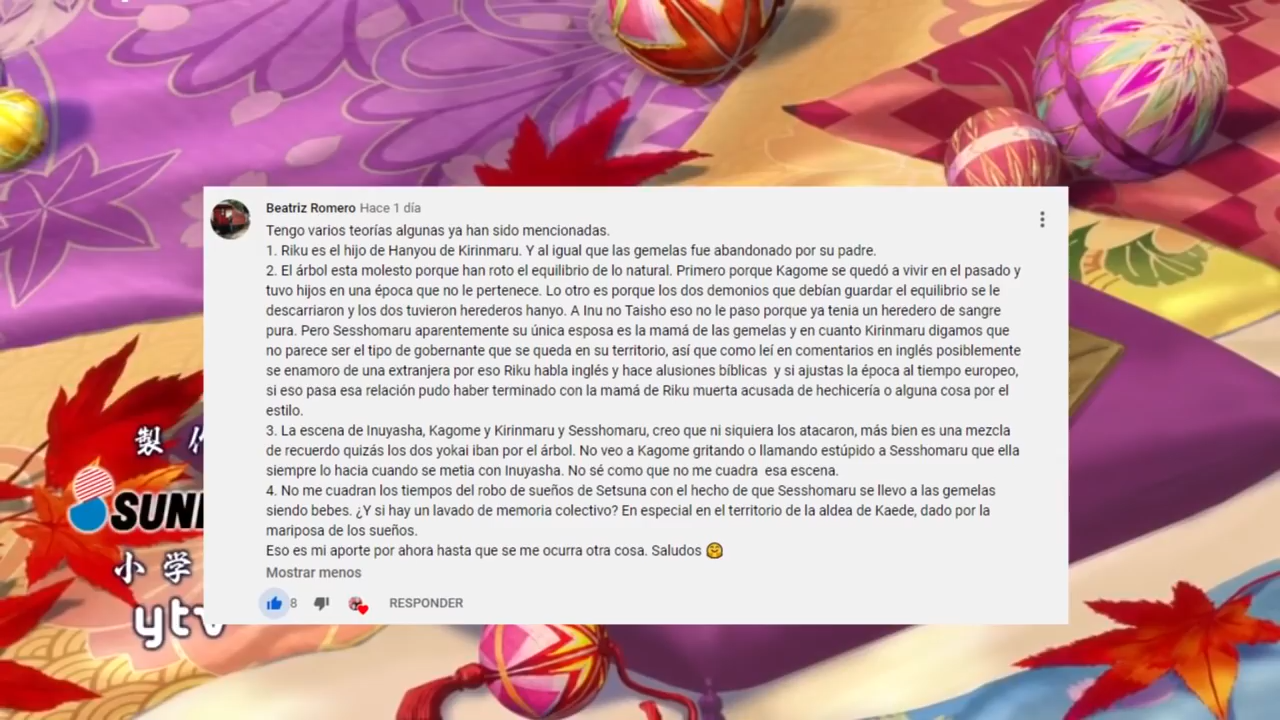 Beatriz Romero Hace 1 día
Tengo varios teorías algunas ya han sido mencionadas.
1. Riku es el hijo de Hanyou de Kirinmaru. Y al igual que las gemelas fue abandonado por su padre.
2. El árbol esta molesto porque han roto el equilibrio de lo natural. Primero porque Kagome se quedó a vivir en el pasado y
tuvo hijos en una época que no le pertenece. Lo otro es porque los dos demonios que debían guardar el equilibrio se le
descarriaron y los dos tuvieron herederos hanyo. A Inu no Taisho eso no le paso porque ya tenia un heredero de sangre
pura. Pero Sesshomaru aparentemente su única esposa es la mamá de las gemelas y en cuanto Kirinmaru digamos que
no parece ser el tipo de gobernante que se queda en su territorio, así que como leí en comentarios en inglés posiblemente
se enamoro de una extranjera por eso Riku habla inglés y hace alusiones bíblicas y si ajustas la época al tiempo europeo,
si eso pasa esa relación pudo haber terminado con la mamá de Riku muerta acusada de hechicería o alguna cosa por el
estilo.
3. La escena de Inuyasha, Kagome y Kirinmaru y Sesshomaru, creo que ni siquiera los atacaron, más bien es una mezcla
de recuerdo quizás los dos yokai iban por el árbol. No veo a Kagome gritando o llamando estúpido a Sesshomaru que ella
siempre lo hacia cuando se metia con Inuyasha. No sé como que no me cuadra esa escena.
4. No me cuadran los tiempos del robo de sueños de Setsuna con el hecho de que Sesshomaru se llevo a las gemelas
siendo bebes. ¿Y si hay un lavado de memoria colectivo? En especial en el territorio de la aldea de Kaede, dado por la
mariposa de los sueños.
Eso es mi aporte por ahora hasta que se me ocurra otra cosa. Saludos 🤗
Mostrar menos
8 RESPONDER
製 作
SUN
小 学
ytv